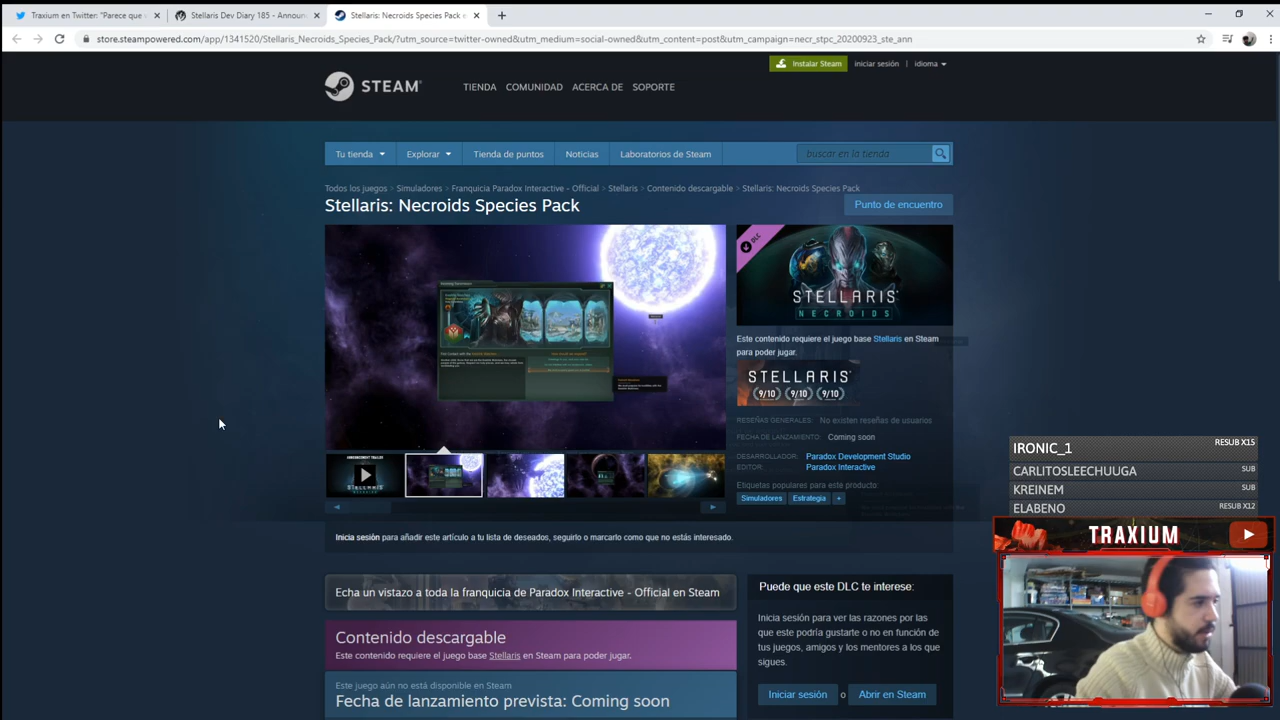 Traxium en Twitter: "Parece que v
Stellaris Dev Diary 185 - Announ
Stellaris: Necroids Species Pack e
store.steampowered.com/app/1341520/Stellaris_Necroids_Species_Pack/?utm_source=twitter-owned&utm_medium=social-owned&utm_content=post&utm_campaign=necr_stpc_20200923_ste_ann
Instalar Steam
iniciar sesión
idioma
STEAM
TIENDA
COMUNIDAD
ACERCA DE
SOPORTE
Tu tienda
Explorar
Tienda de puntos
Noticias
Laboratorios de Steam
buscar en la tienda
Todos los juegos > Simuladores > Franquicia Paradox Interactive - Official > Stellaris > Contenido descargable > Stellaris: Necroids Species Pack
Stellaris: Necroids Species Pack
Punto de encuentro
DLC
STELLARIS
NECROIDS
Este contenido requiere el juego base Stellaris en Steam
para poder jugar.
STELLARIS
9/10 9/10 9/10
RESEÑAS GENERALES: No existen reseñas de usuarios
FECHA DE LANZAMIENTO: Coming soon
DESARROLLADOR: Paradox Development Studio
EDITOR: Paradox Interactive
Etiquetas populares para este producto:
Simuladores
Estrategia
+
ANNOUNCEMENT TRAILER
STELLARIS
Inicia sesión para añadir este artículo a tu lista de deseados, seguirlo o marcarlo como que no estás interesado.
Echa un vistazo a toda la franquicia de Paradox Interactive - Official en Steam
Contenido descargable
Este contenido requiere el juego base Stellaris en Steam para poder jugar.
Este juego aún no está disponible en Steam
Fecha de lanzamiento prevista: Coming soon
Puede que este DLC te interese:
Inicia sesión para ver las razones por las
que este podría gustarte o no en función de
tus juegos, amigos y los mentores a los que
sigues.
Iniciar sesión
o
Abrir en Steam
IRONIC_1
RESUB X15
CARLITOSLEECHUUGA
SUB
KREINEM
SUB
ELABENO
RESUB X12
TRAXIUM